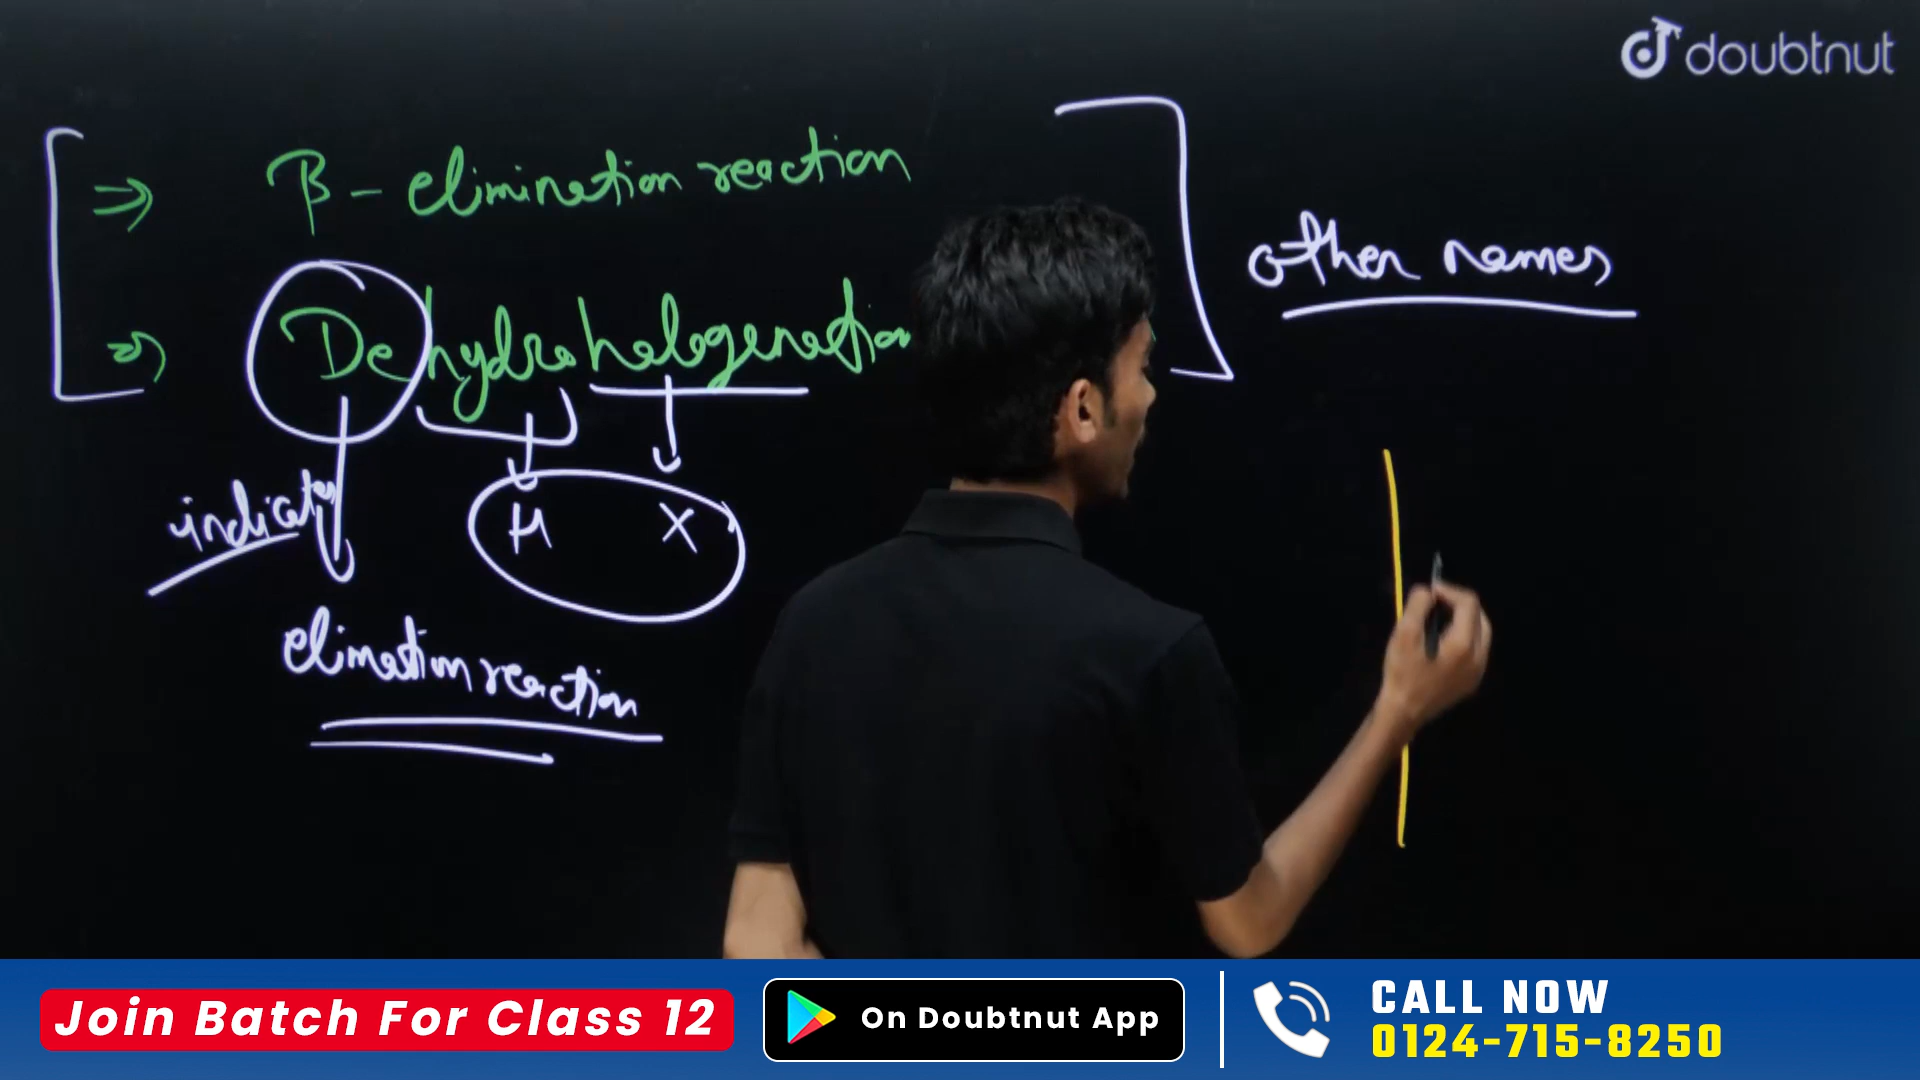 doubtnut
⇒ β - elimination reaction
⇒ Dehydrohalogenation
other names
indicates
H X
elimation reaction
Join Batch For Class 12
On Doubtnut App
CALL NOW
0124-715-8250